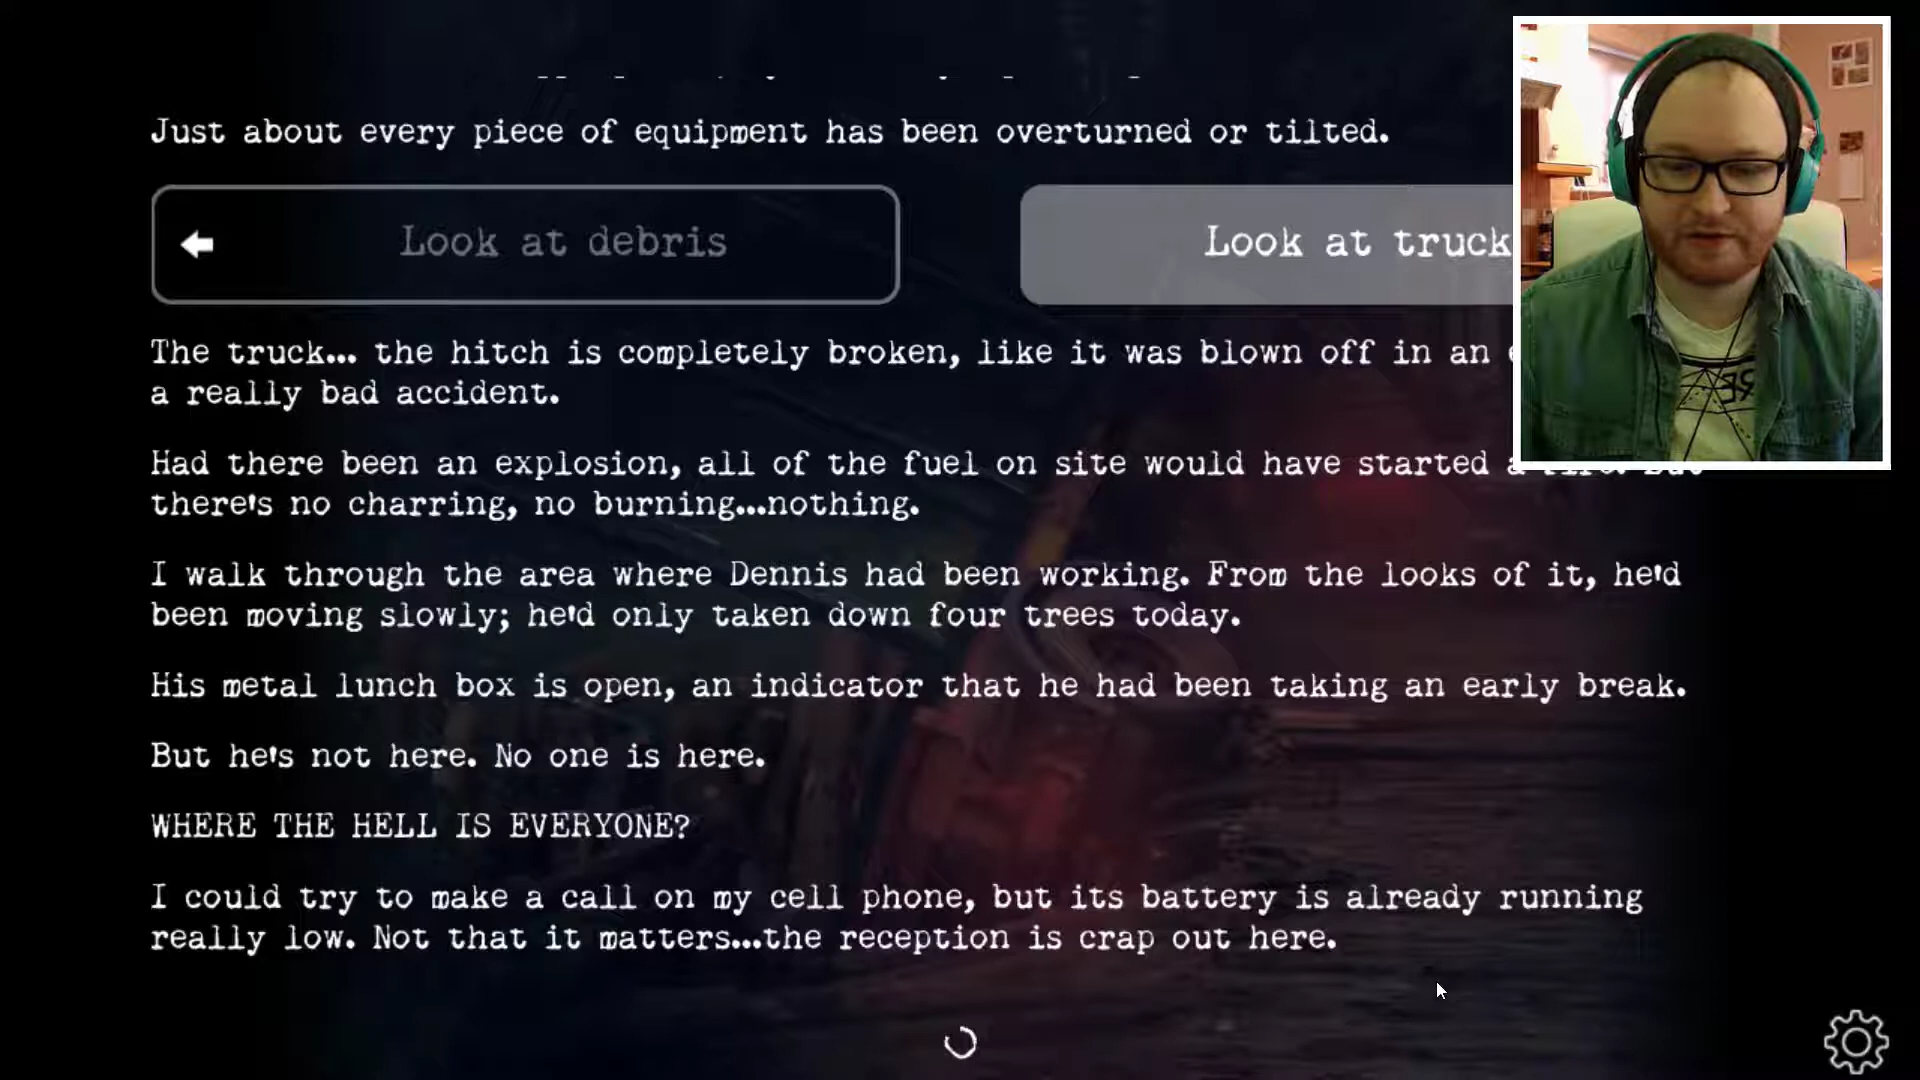 Just about every piece of equipment has been overturned or tilted.
Look at debris
Look at truck
The truck... the hitch is completely broken, like it was blown off in an
a really bad accident.
Had there been an explosion, all of the fuel on site would have started
there's no charring, no burning...nothing.
I walk through the area where Dennis had been working. From the looks of it, he'd
been moving slowly; he'd only taken down four trees today.
His metal lunch box is open, an indicator that he had been taking an early break.
But he's not here. No one is here.
WHERE THE HELL IS EVERYONE?
I could try to make a call on my cell phone, but its battery is already running
really low. Not that it matters...the reception is crap out here.